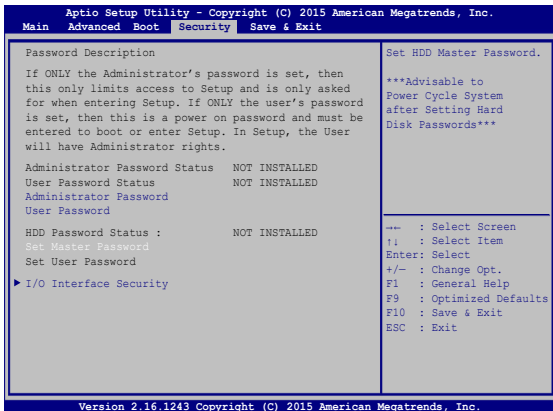 Aptio Setup Utility - Copyright (C) 2015 American Megatrends, Inc.
Main Advanced Boot Security Save & Exit
Password Description
If ONLY the Administrator's password is set, then
this only limits access to Setup and is only asked
for when entering Setup. If ONLY the user's password
is set, then this is a power on password and must be
entered to boot or enter Setup. In Setup, the User
will have Administrator rights.
Administrator Password Status NOT INSTALLED
User Password Status NOT INSTALLED
Administrator Password
User Password
HDD Password Status : NOT INSTALLED
Set Master Password
Set User Password
▶ I/O Interface Security
Set HDD Master Password.
***Advisable to
Power Cycle System
after Setting Hard
Disk Passwords***
→← : Select Screen
↑↓ : Select Item
Enter: Select
+/— : Change Opt.
F1 : General Help
F9 : Optimized Defaults
F10 : Save & Exit
ESC : Exit
Version 2.16.1243 Copyright (C) 2015 American Megatrends, Inc.